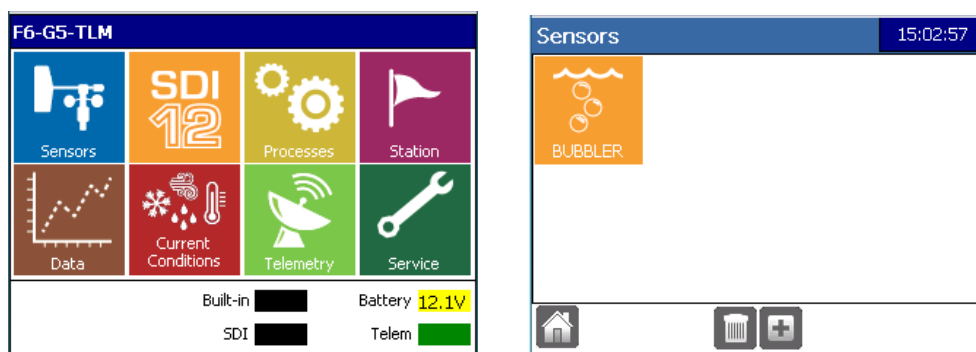 F6-G5-TLM
SDI
12
Sensors
Processes
Station
Data
Current
Conditions
Telemetry
Service
Built-in
Battery 12.1V
SDI
Telem
Sensors
15:02:57
BUBBLER